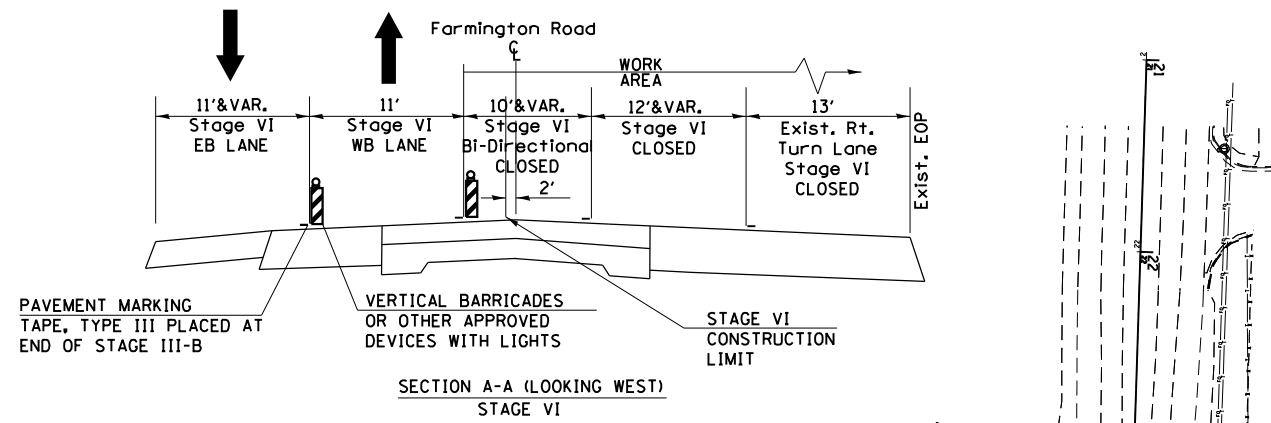 Farmington Road
CL
WORK
AREA
11'&VAR.
Stage VI
EB LANE
11'
Stage VI
WB LANE
10'&VAR.
Stage VI
Bi-Directional
CLOSED
12'&VAR.
Stage VI
CLOSED
13'
Exist. Rt.
Turn Lane
Stage VI
CLOSED
Exist. EOP
2'
PAVEMENT MARKING
TAPE, TYPE III PLACED AT
END OF STAGE III-B
VERTICAL BARRICADES
OR OTHER APPROVED
DEVICES WITH LIGHTS
STAGE VI
CONSTRUCTION
LIMIT
SECTION A-A (LOOKING WEST)
STAGE VI
21
22
22